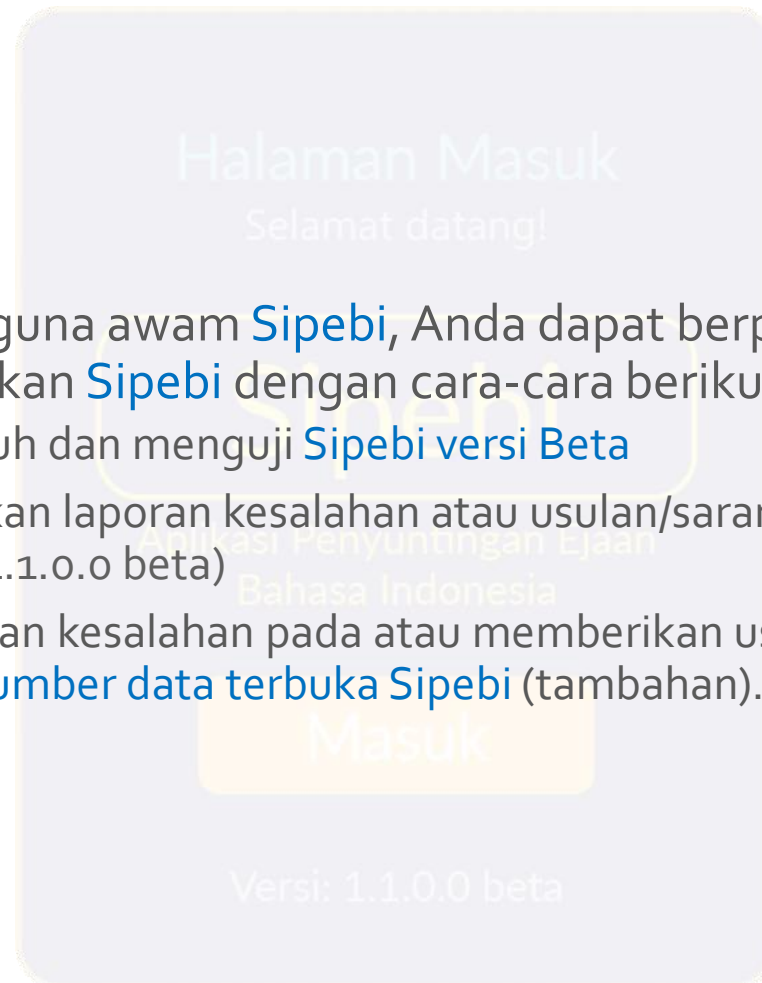 Halaman Masuk
Selamat datang!
guna awam Sipebi, Anda dapat berp
kan Sipebi dengan cara-cara beriku
Sipebi
uh dan menguji Sipebi versi Beta
kan laporan kesalahan atau usulan/saran
Aplikasi Penyuntingan Ejaan
1.1.0.0 beta)
Bahasa Indonesia
an kesalahan pada atau memberikan us
umber data terbuka Sipebi (tambahan).
Masuk
Versi: 1.1.0.0 beta